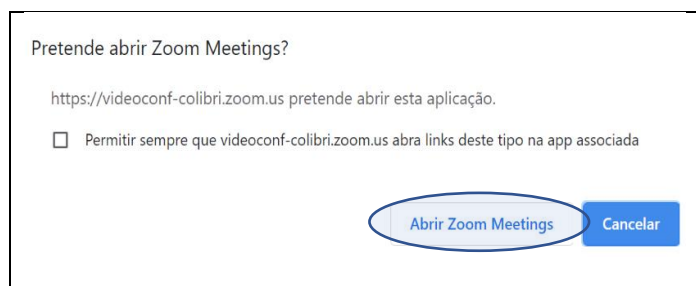 Pretende abrir Zoom Meetings?
https://videoconf-colibri.zoom.us pretende abrir esta aplicação.
Permitir sempre que videoconf-colibri.zoom.us abra links deste tipo na app associada
Abrir Zoom Meetings Cancelar